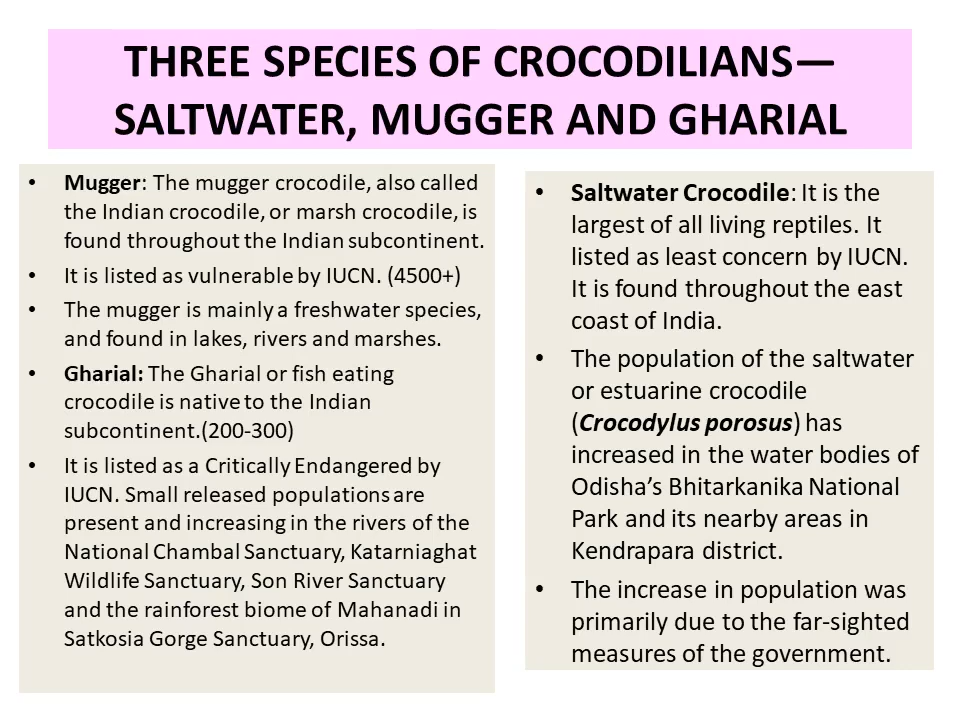 THREE SPECIES OF CROCODILIANS—
SALTWATER, MUGGER AND GHARIAL
• Mugger: The mugger crocodile, also called
the Indian crocodile, or marsh crocodile, is
found throughout the Indian subcontinent.
• It is listed as vulnerable by IUCN. (4500+)
• The mugger is mainly a freshwater species,
and found in lakes, rivers and marshes.
• Gharial: The Gharial or fish eating
crocodile is native to the Indian
subcontinent.(200-300)
• It is listed as a Critically Endangered by
IUCN. Small released populations are
present and increasing in the rivers of the
National Chambal Sanctuary, Katarniaghat
Wildlife Sanctuary, Son River Sanctuary
and the rainforest biome of Mahanadi in
Satkosia Gorge Sanctuary, Orissa.
• Saltwater Crocodile: It is the
largest of all living reptiles. It
listed as least concern by IUCN.
It is found throughout the east
coast of India.
• The population of the saltwater
or estuarine crocodile
(Crocodylus porosus) has
increased in the water bodies of
Odisha's Bhitarkanika National
Park and its nearby areas in
Kendrapara district.
• The increase in population was
primarily due to the far-sighted
measures of the government.